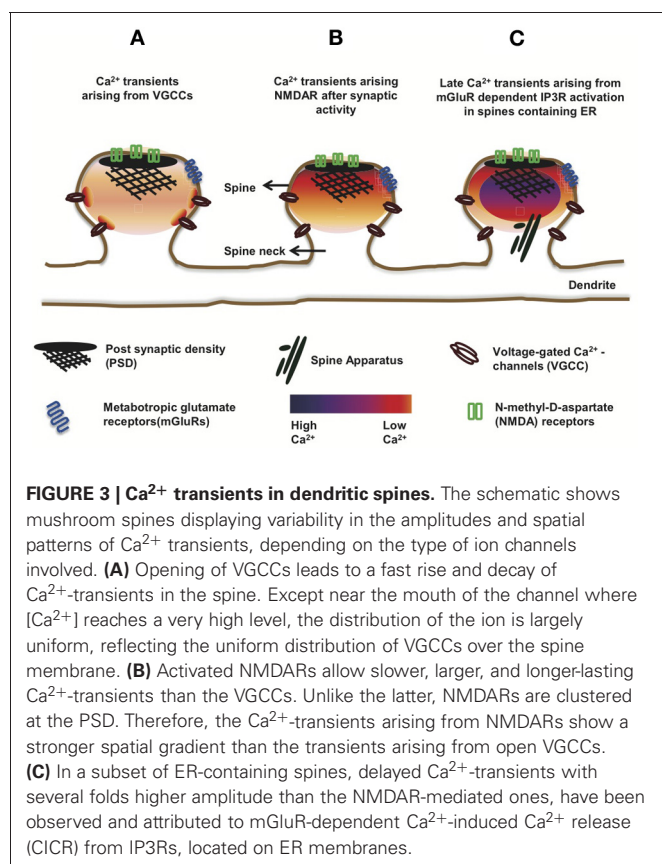 A
B
C
Ca²⁺ transients
arising from VGCCs
Ca²⁺ transients arising
NMDAR after synaptic
activity
Late Ca²⁺ transients arising from
mGluR dependent IP3R activation
in spines containing ER
Spine
Spine neck
Dendrite
Post synaptic density
(PSD)
Spine Apparatus
Voltage-gated Ca²⁺ -
channels (VGCC)
Metabotropic glutamate
receptors(mGluRs)
High
Ca²⁺
Low
Ca²⁺
N-methyl-D-aspartate
(NMDA) receptors
FIGURE 3 | Ca²⁺ transients in dendritic spines. The schematic shows
mushroom spines displaying variability in the amplitudes and spatial
patterns of Ca²⁺ transients, depending on the type of ion channels
involved. (A) Opening of VGCCs leads to a fast rise and decay of
Ca²⁺-transients in the spine. Except near the mouth of the channel where
[Ca²⁺] reaches a very high level, the distribution of the ion is largely
uniform, reflecting the uniform distribution of VGCCs over the spine
membrane. (B) Activated NMDARs allow slower, larger, and longer-lasting
Ca²⁺-transients than the VGCCs. Unlike the latter, NMDARs are clustered
at the PSD. Therefore, the Ca²⁺-transients arising from NMDARs show a
stronger spatial gradient than the transients arising from open VGCCs.
(C) In a subset of ER-containing spines, delayed Ca²⁺-transients with
several folds higher amplitude than the NMDAR-mediated ones, have been
observed and attributed to mGluR-dependent Ca²⁺-induced Ca²⁺ release
(CICR) from IP3Rs, located on ER membranes.